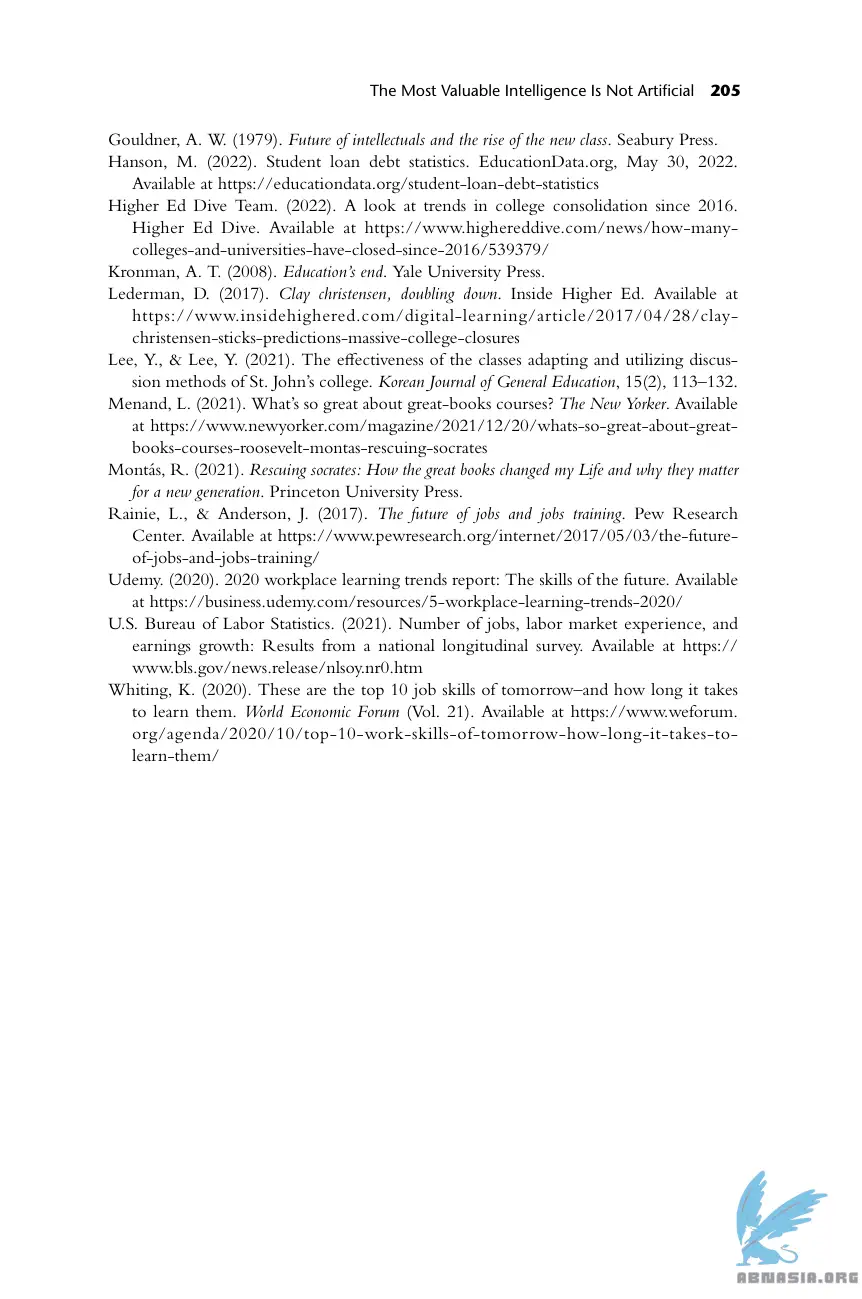 The Most Valuable Intelligence Is Not Artificial 205
Gouldner, A. W. (1979). Future of intellectuals and the rise of the new class. Seabury Press.
Hanson, M. (2022). Student loan debt statistics. EducationData.org, May 30, 2022.
Available at https://educationdata.org/student-loan-debt-statistics
Higher Ed Dive Team. (2022). A look at trends in college consolidation since 2016.
Higher Ed Dive. Available at https://www.highereddive.com/news/how-many-
colleges-and-universities-have-closed-since-2016/539379/
Kronman, A. T. (2008). Education's end. Yale University Press.
Lederman, D. (2017). Clay christensen, doubling down. Inside Higher Ed. Available at
https://www.insidehighered.com/digital-learning/article/2017/04/28/clay-
christensen-sticks-predictions-massive-college-closures
Lee, Y., & Lee, Y. (2021). The effectiveness of the classes adapting and utilizing discus-
sion methods of St. John's college. Korean Journal of General Education, 15(2), 113–132.
Menand, L. (2021). What's so great about great-books courses? The New Yorker. Available
at https://www.newyorker.com/magazine/2021/12/20/whats-so-great-about-great-
books-courses-roosevelt-montas-rescuing-socrates
Montás, R. (2021). Rescuing socrates: How the great books changed my Life and why they matter
for a new generation. Princeton University Press.
Rainie, L., & Anderson, J. (2017). The future of jobs and jobs training. Pew Research
Center. Available at https://www.pewresearch.org/internet/2017/05/03/the-future-
of-jobs-and-jobs-training/
Udemy. (2020). 2020 workplace learning trends report: The skills of the future. Available
at https://business.udemy.com/resources/5-workplace-learning-trends-2020/
U.S. Bureau of Labor Statistics. (2021). Number of jobs, labor market experience, and
earnings growth: Results from a national longitudinal survey. Available at https://
www.bls.gov/news.release/nlsoy.nr0.htm
Whiting, K. (2020). These are the top 10 job skills of tomorrow–and how long it takes
to learn them. World Economic Forum (Vol. 21). Available at https://www.weforum.
org/agenda/2020/10/top-10-work-skills-of-tomorrow-how-long-it-takes-to-
learn-them/
ABNASIA.ORG